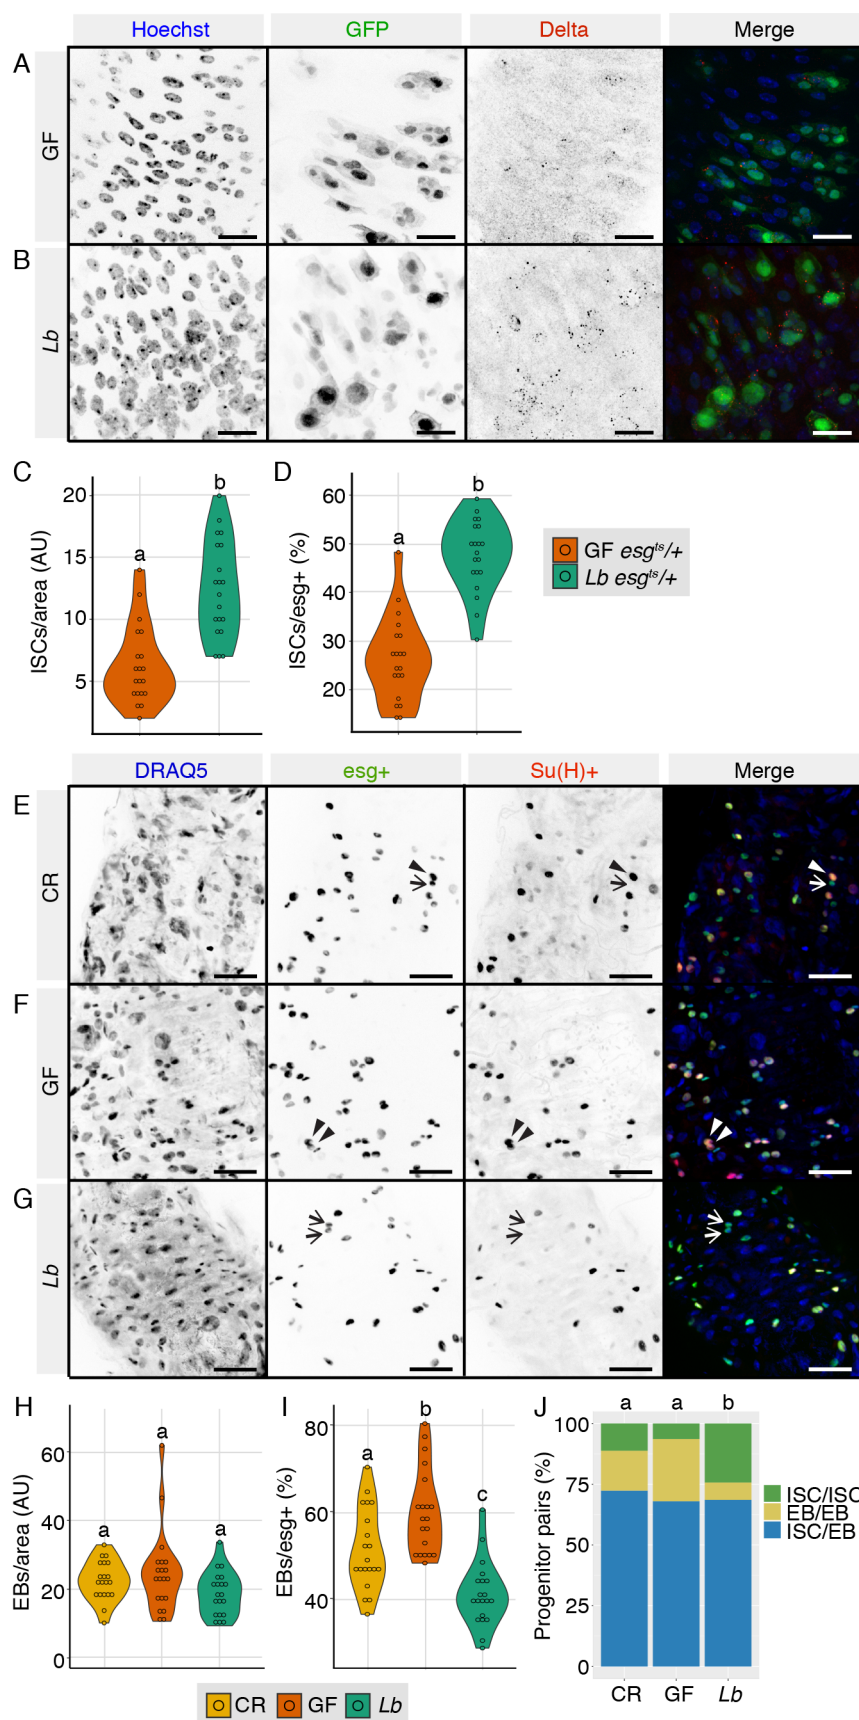 Hoechst GFP Delta Merge
A GF
B Lb
C D
ISCs/area (AU)
20
15
10
5
a b
ISCs/esg+ (%)
60
50
40
30
20
a b
GF esgts/+
Lb esgts/+
DRAQ5 esg+ Su(H)+ Merge
E CR
F GF
G Lb
H I J
EBs/area (AU)
60
40
20
0
a a a
EBs/esg+ (%)
80
60
40
a b c
Progenitor pairs (%)
100
75
50
25
0
a a b
CR GF Lb
ISC/ISC
EB/EB
ISC/EB
CR GF Lb